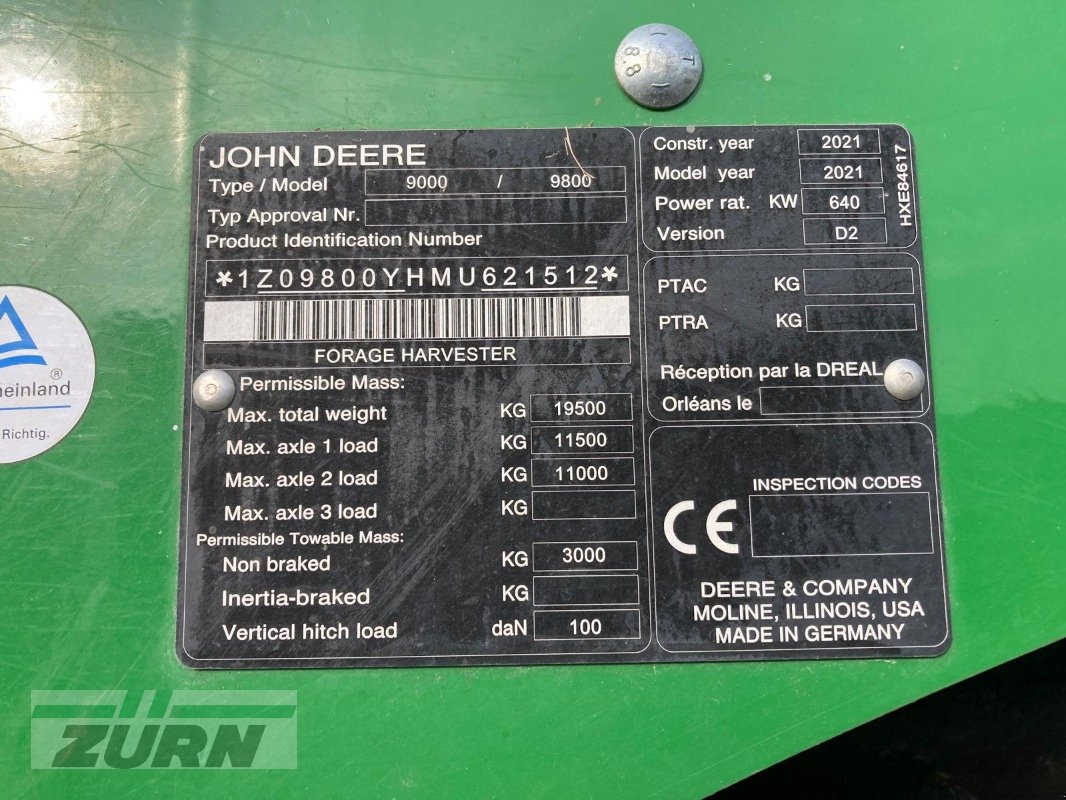 T
8.8
JOHN DEERE
Type / Model 9000 / 9800
Typ Approval Nr.
Product Identification Number
*1Z09800YHMU621512*
FORAGE HARVESTER
Permissible Mass:
Max. total weight KG 19500
Max. axle 1 load KG 11500
Max. axle 2 load KG 11000
Max. axle 3 load KG
Permissible Towable Mass:
Non braked KG 3000
Inertia-braked KG
Vertical hitch load daN 100
Constr. year 2021
Model year 2021
Power rat. KW 640
Version D2
HXE84617
PTAC KG
PTRA KG
Réception par la DREAL
Orléans le
INSPECTION CODES
CE
DEERE & COMPANY
MOLINE, ILLINOIS, USA
MADE IN GERMANY
heinland
®
Richtig.
ZÜRN